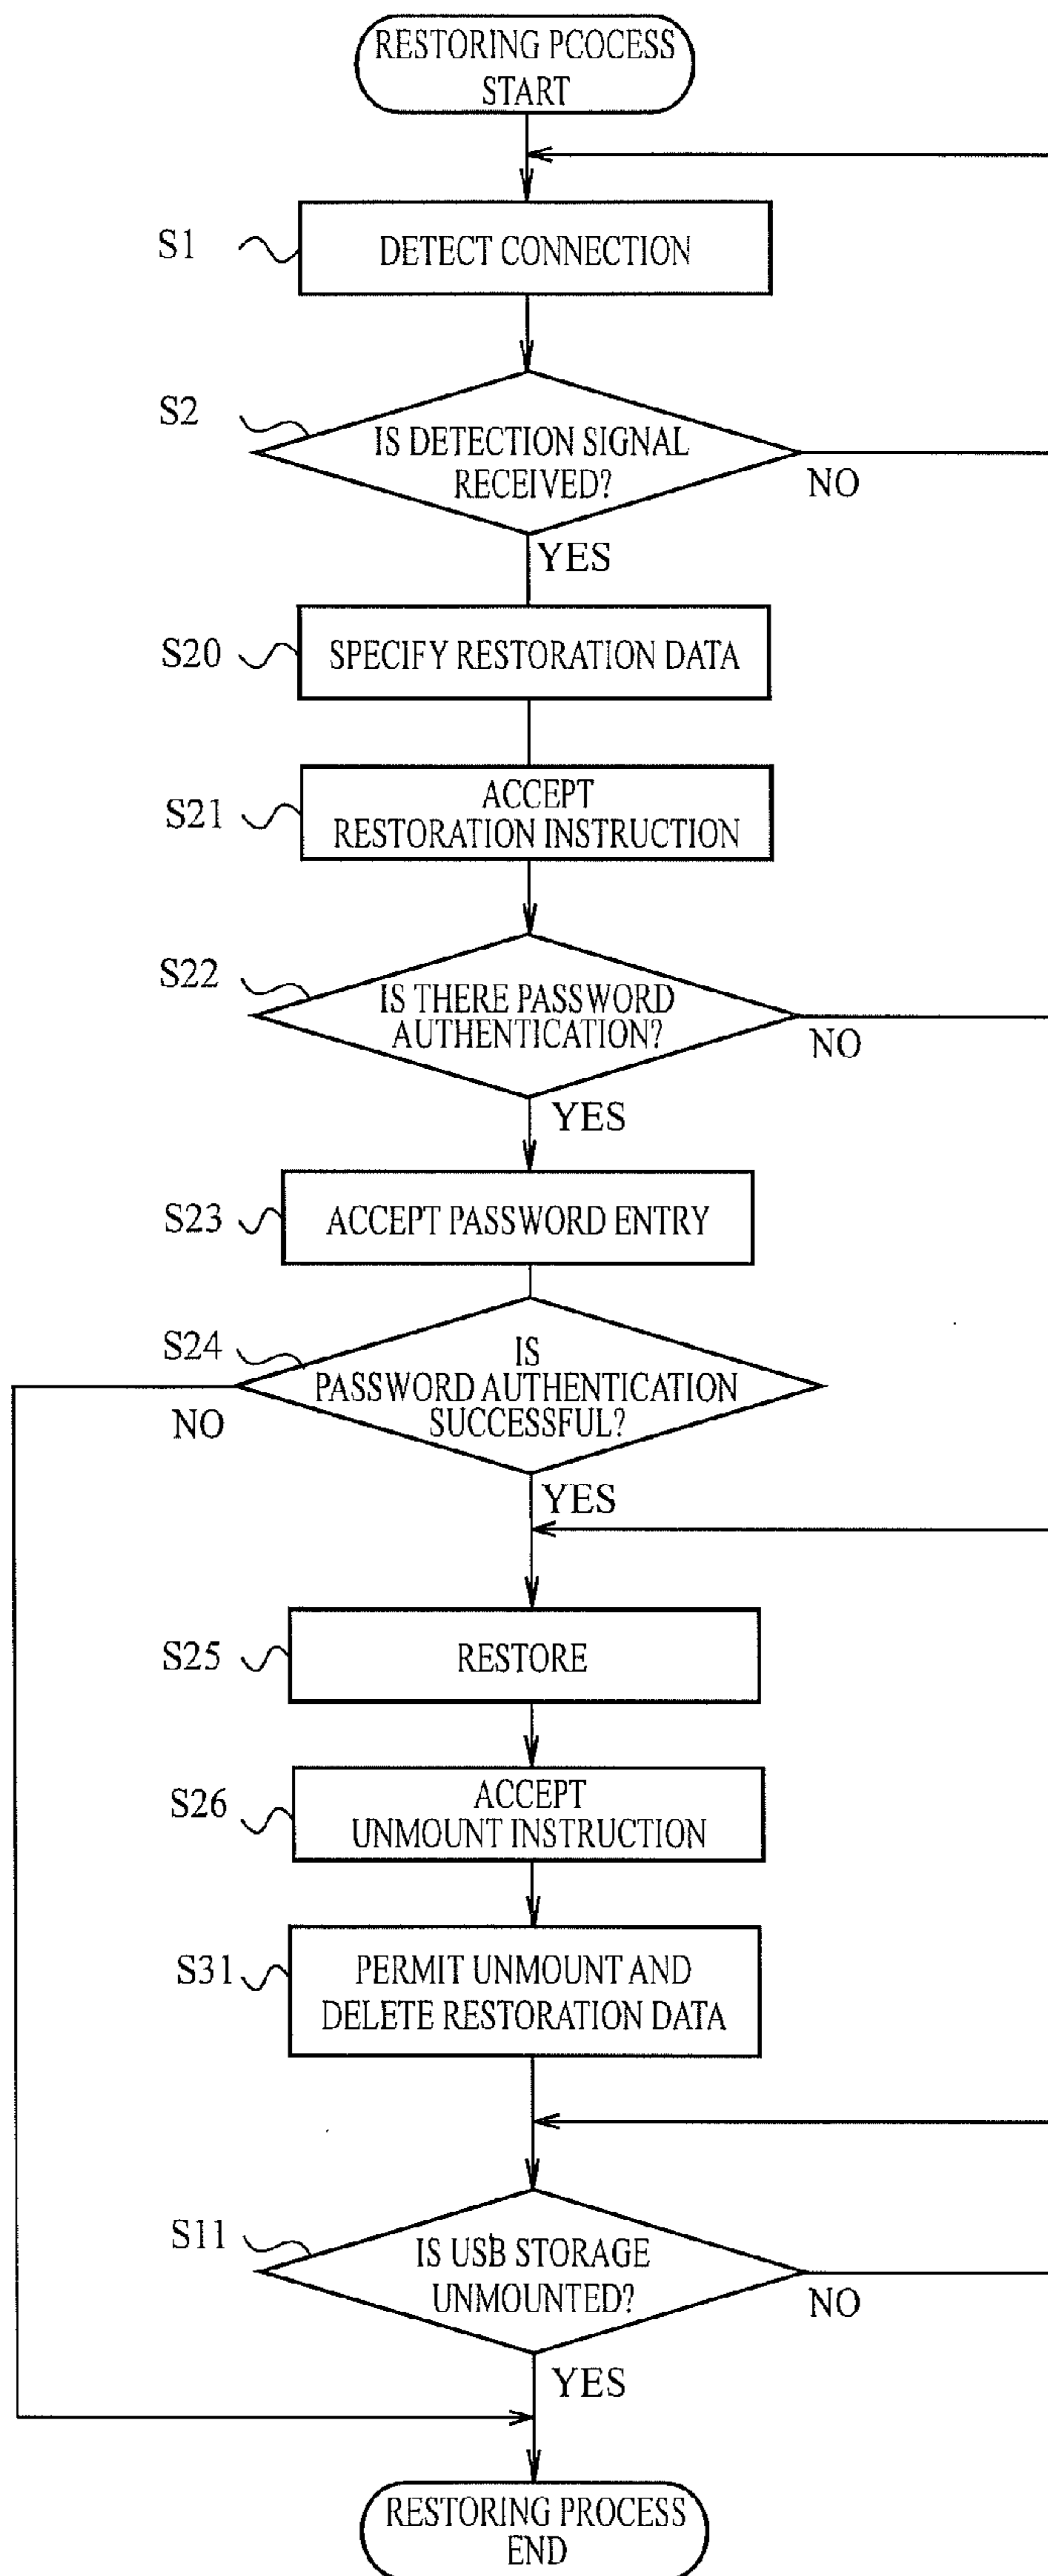 RESTORING PCOCESS
START
S1
DETECT CONNECTION
S2
IS DETECTION SIGNAL
RECEIVED?
NO
YES
S20
SPECIFY RESTORATION DATA
S21
ACCEPT
RESTORATION INSTRUCTION
S22
IS THERE PASSWORD
AUTHENTICATION?
NO
YES
S23
ACCEPT PASSWORD ENTRY
S24
IS
PASSWORD AUTHENTICATION
SUCCESSFUL?
NO
YES
S25
RESTORE
S26
ACCEPT
UNMOUNT INSTRUCTION
S31
PERMIT UNMOUNT AND
DELETE RESTORATION DATA
S11
IS USB STORAGE
UNMOUNTED?
NO
YES
RESTORING PROCESS
END